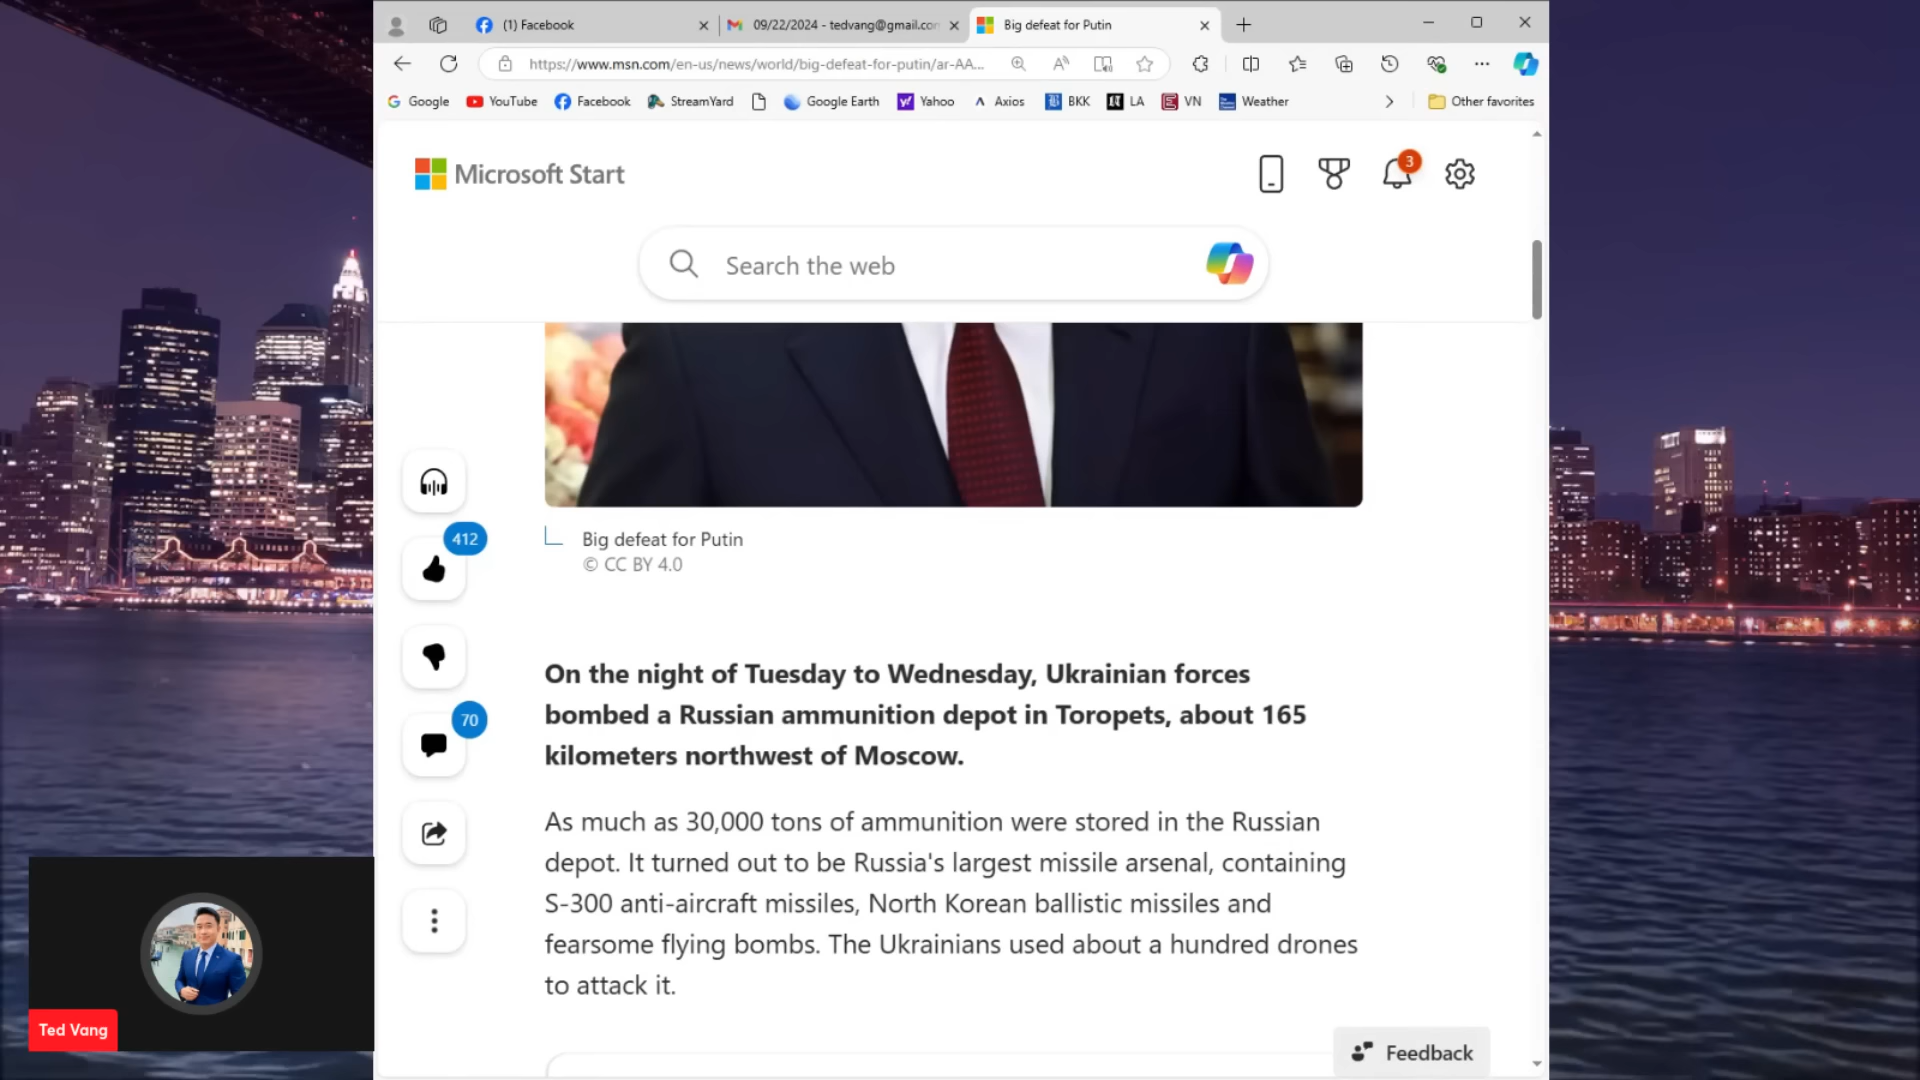 (1) Facebook
09/22/2024 - tedvang@gmail.con
Big defeat for Putin
https://www.msn.com/en-us/news/world/big-defeat-for-putin/ar-AA...
Google YouTube Facebook StreamYard Google Earth Yahoo Axios BKK LA VN Weather Other favorites
Microsoft Start
3
Search the web
412
70
Big defeat for Putin
© CC BY 4.0
On the night of Tuesday to Wednesday, Ukrainian forces
bombed a Russian ammunition depot in Toropets, about 165
kilometers northwest of Moscow.
As much as 30,000 tons of ammunition were stored in the Russian
depot. It turned out to be Russia's largest missile arsenal, containing
S-300 anti-aircraft missiles, North Korean ballistic missiles and
fearsome flying bombs. The Ukrainians used about a hundred drones
to attack it.
Ted Vang
Feedback